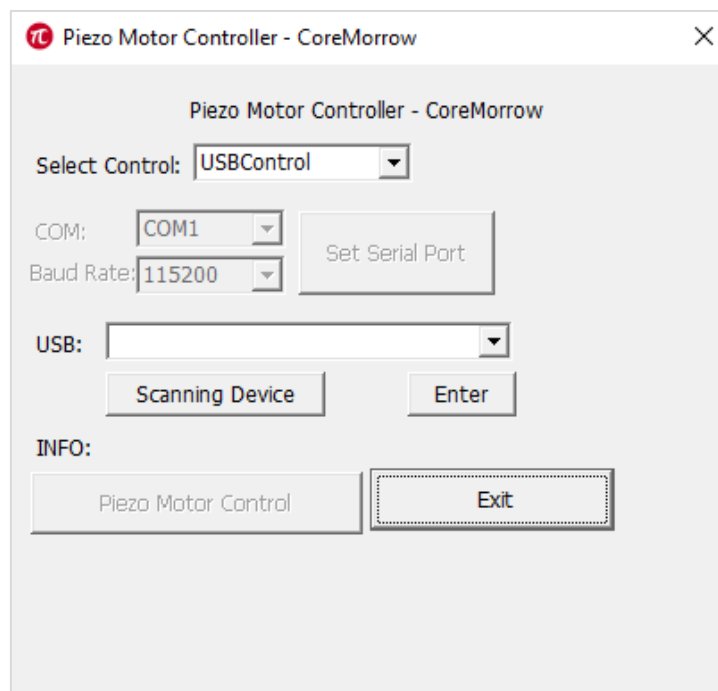 Piezo Motor Controller - CoreMorrow
Piezo Motor Controller - CoreMorrow
Select Control: USBControl
COM: COM1
Set Serial Port
Baud Rate: 115200
USB:
Scanning Device Enter
INFO:
Piezo Motor Control Exit